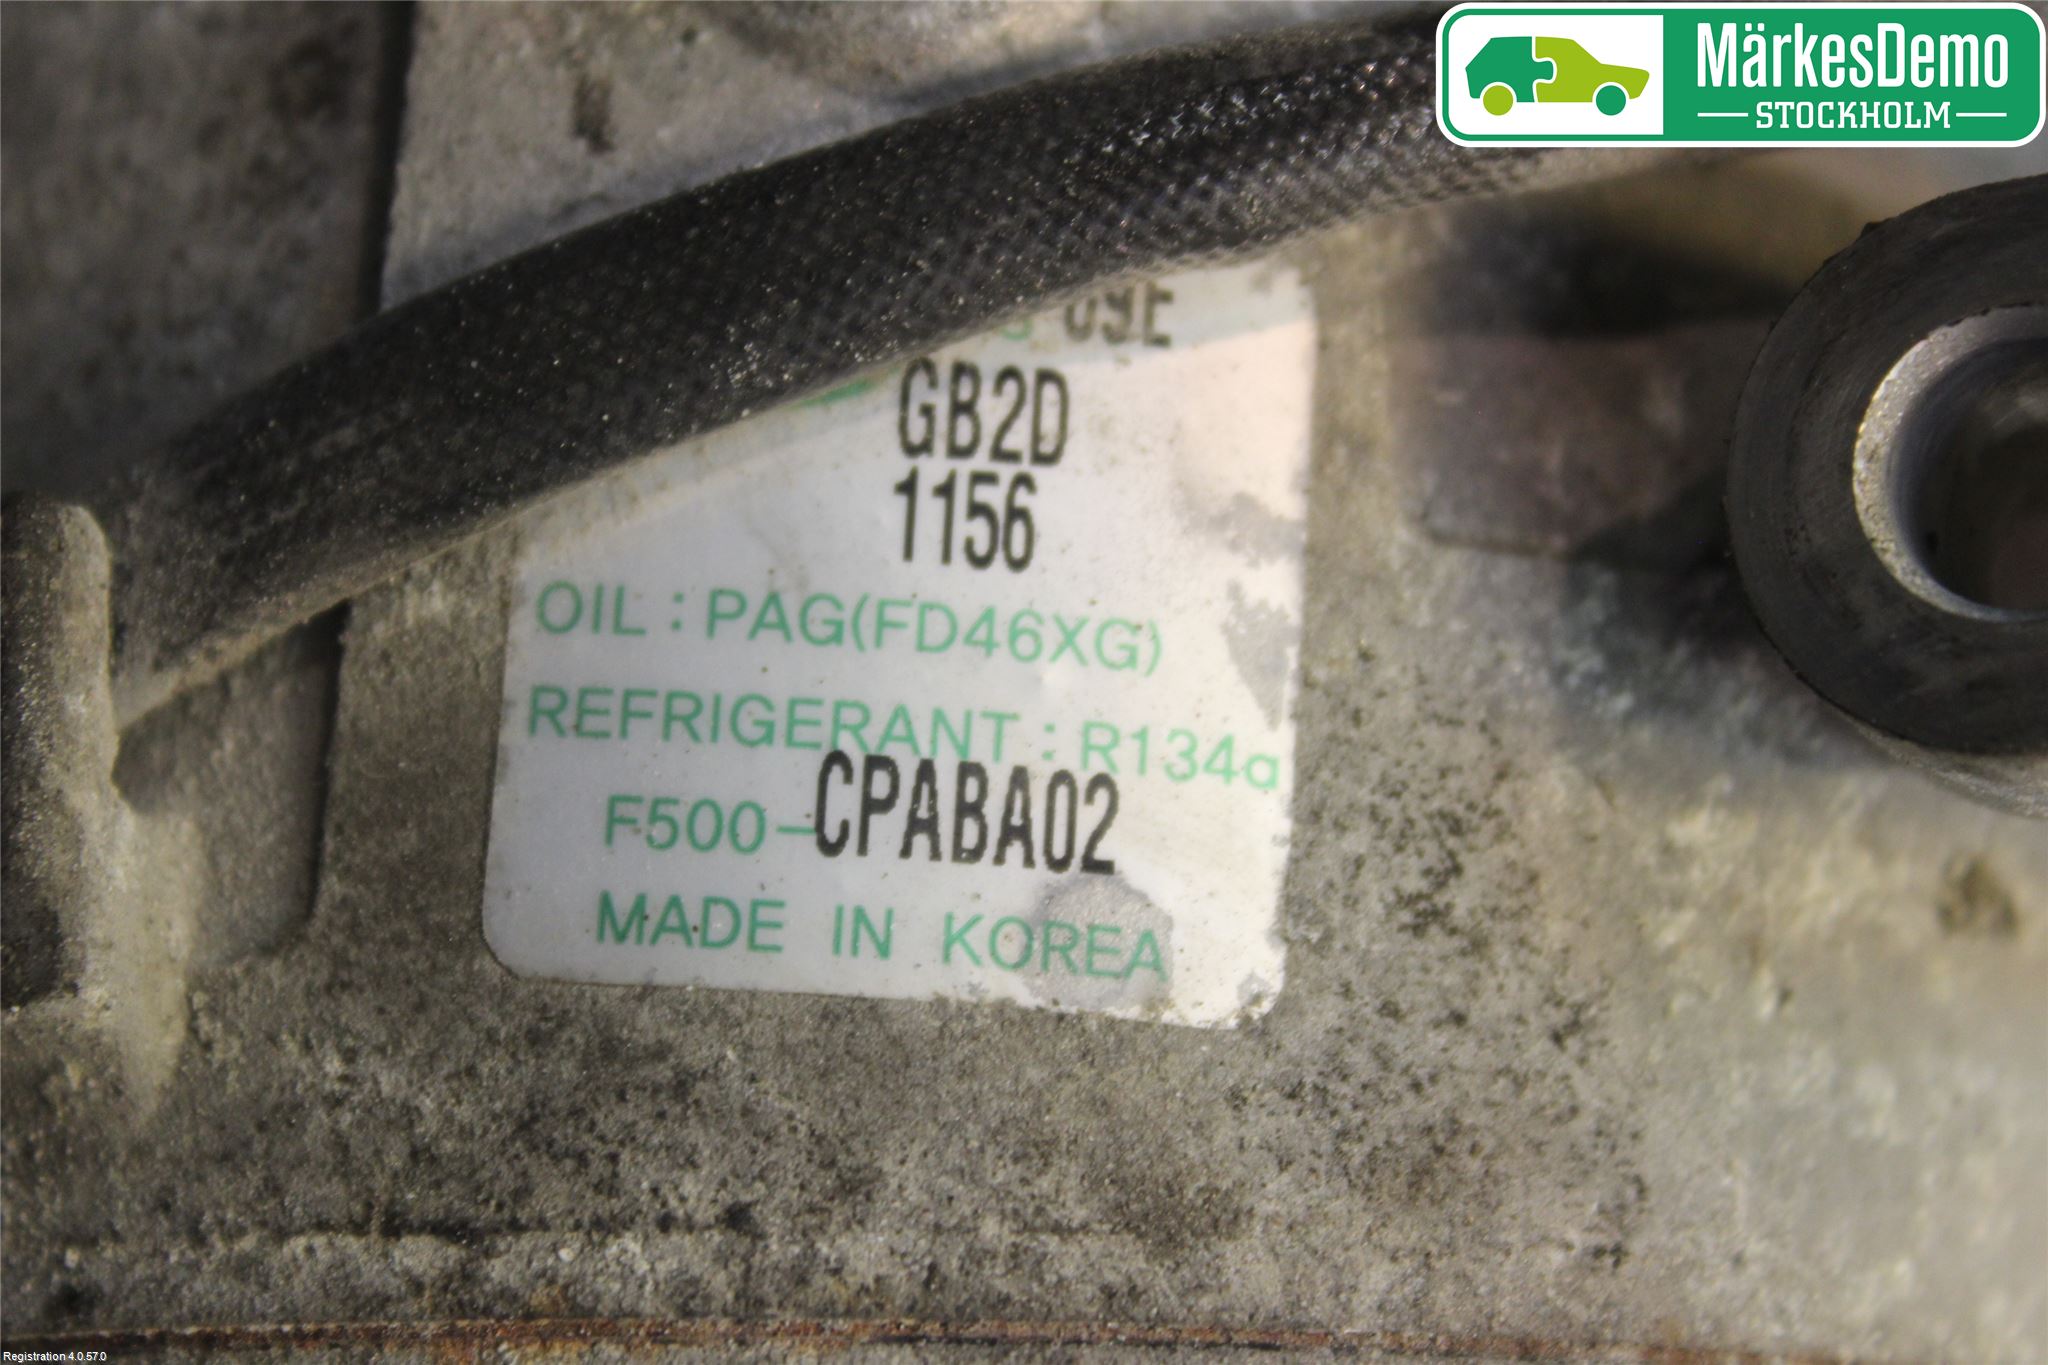 MärkesDemo
STOCKHOLM
09E
GB2D
1156
OIL : PAG(FD46XG)
REFRIGERANT : R134a
F500-CPABA02
MADE IN KOREA
Registration 4.0.57.0